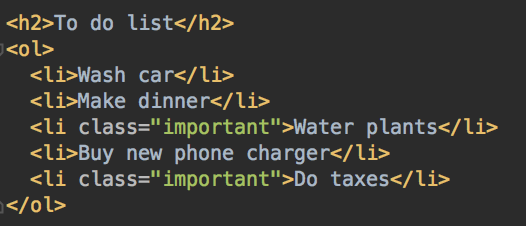 <h2>To do list</h2>
<ol>
<li>Wash car</li>
<li>Make dinner</li>
<li class="important">Water plants</li>
<li>Buy new phone charger</li>
<li class="important">Do taxes</li>
</ol>